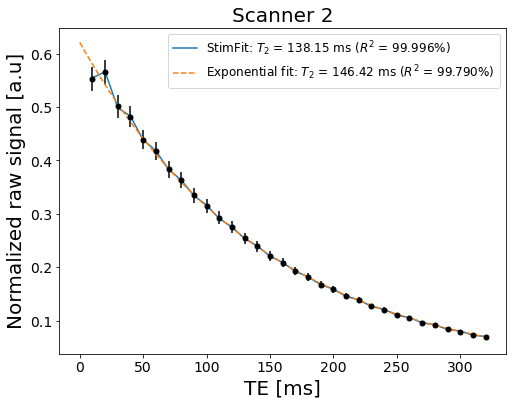 Scanner 2
StimFit: T₂ = 138.15 ms (R² = 99.996%)
Exponential fit: T₂ = 146.42 ms (R² = 99.790%)
Normalized raw signal [a.u]
0.6
0.5
0.4
0.3
0.2
0.1
0 50 100 150 200 250 300
TE [ms]